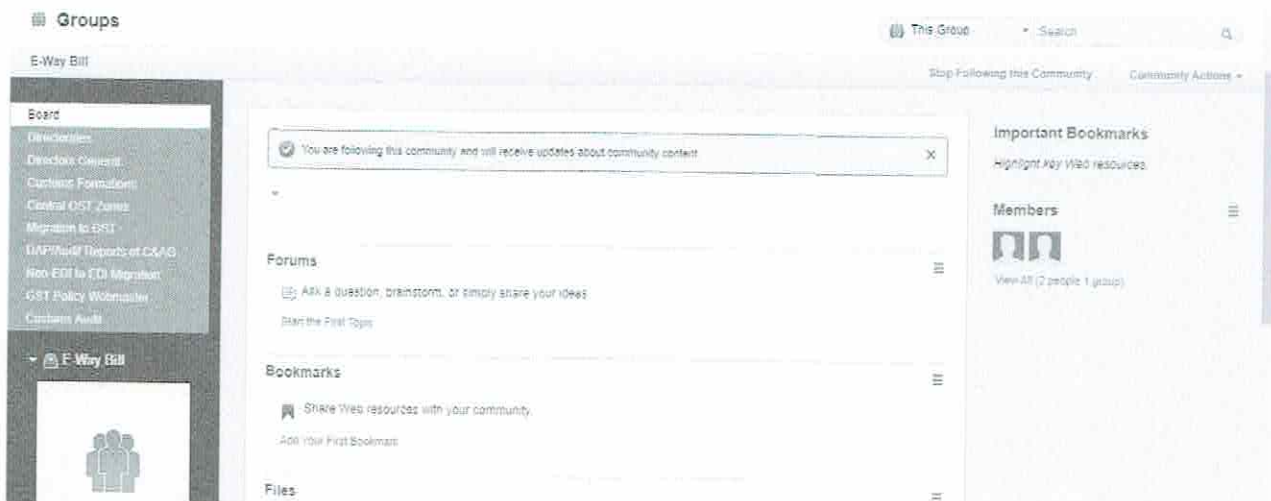 Groups
This Group
Search
E-Way Bill
Stop Following this Community
Community Actions
Board
Directorates
Directors General
Customs Formations
Central GST Zones
Migration to GST
DAP/Audit Reports of C&AG
Non-EDI to EDI Migration
GST Policy Webmaster
Customs Audit
E-Way Bill
You are following this community and will receive updates about community content
Forums
Ask a question, brainstorm, or simply share your ideas
Start the First Topic
Bookmarks
Share Web resources with your community.
Add Your First Bookmark
Files
Important Bookmarks
Highlight key Web resources.
Members
View All (2 people 1 group)